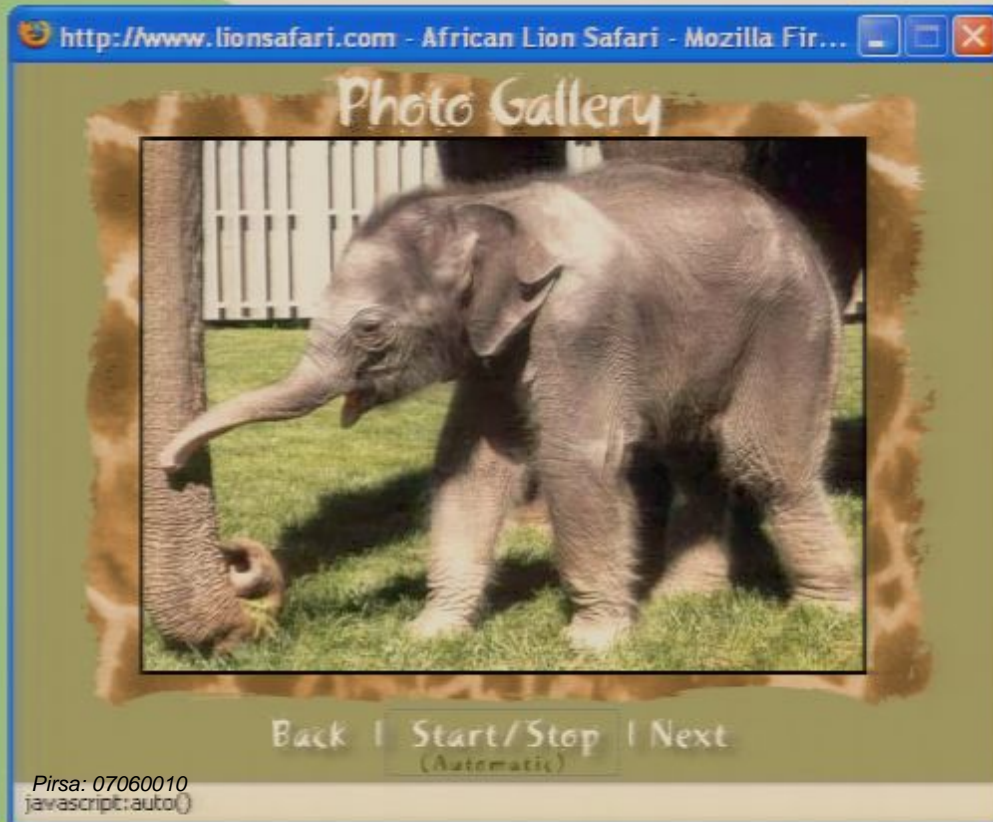 http://www.lionsafari.com - African Lion Safari - Mozilla Fir...
Photo Gallery
Back | Start/Stop | Next
(Automatic)
Pirsa: 07060010
javascript:auto()